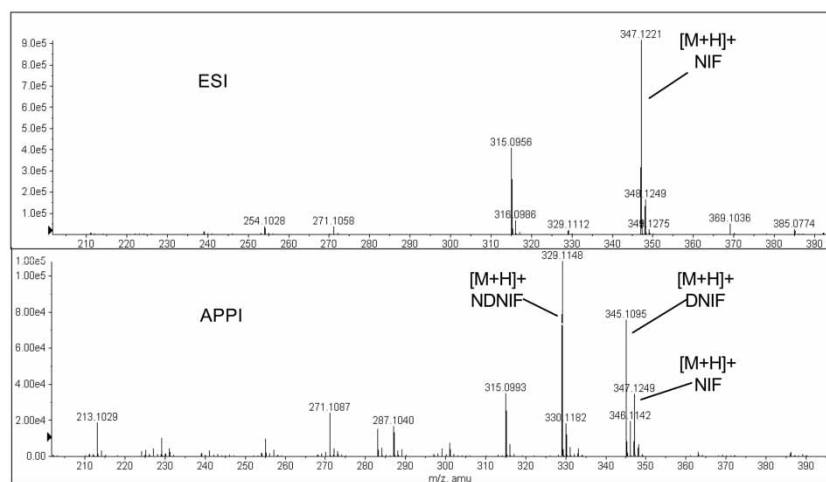 [M+H]+
NIF
347.1221
9.0e5
8.0e5
7.0e5
6.0e5
5.0e5
4.0e5
3.0e5
2.0e5
1.0e5
ESI
315.0956
316.0986
254.1028
271.1058
329.1112
348.1249
349.1275
369.1036
385.0774
210 220 230 240 250 260 270 280 290 300 310 320 330 340 350 360 370 380 390
1.08e5
1.00e5
8.00e4
6.00e4
4.00e4
2.00e4
0.00
APPI
329.1148
[M+H]+
NDNIF
[M+H]+
DNIF
345.1095
[M+H]+
NIF
347.1249
346.1142
330.1182
315.0993
213.1029
271.1087
287.1040
210 220 230 240 250 260 270 280 290 300 310 320 330 340 350 360 370 380 390
m/z, amu